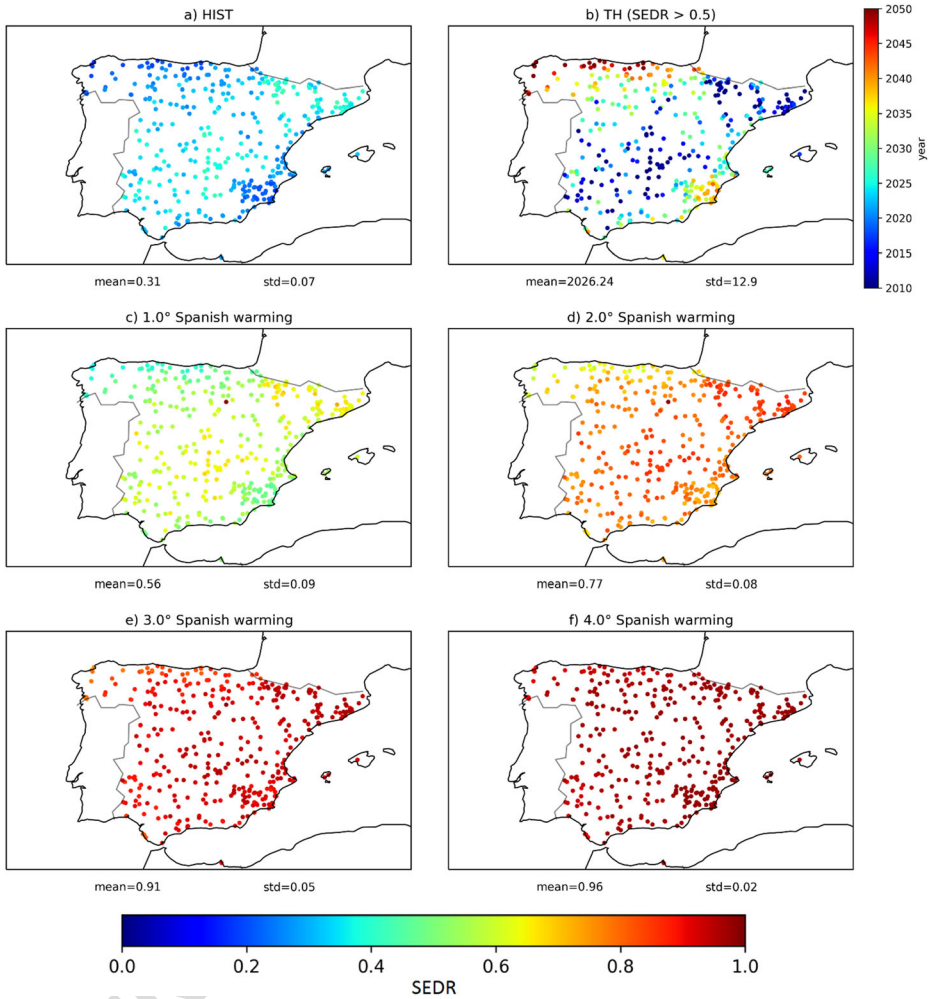 a) HIST
b) TH (SEDR > 0.5)
2050
2045
2040
2035
2030
2025
2020
2015
2010
year
mean=0.31 std=0.07
mean=2026.24 std=12.9
c) 1.0° Spanish warming
d) 2.0° Spanish warming
mean=0.56 std=0.09
mean=0.77 std=0.08
e) 3.0° Spanish warming
f) 4.0° Spanish warming
mean=0.91 std=0.05
mean=0.96 std=0.02
0.0 0.2 0.4 0.6 0.8 1.0
SEDR